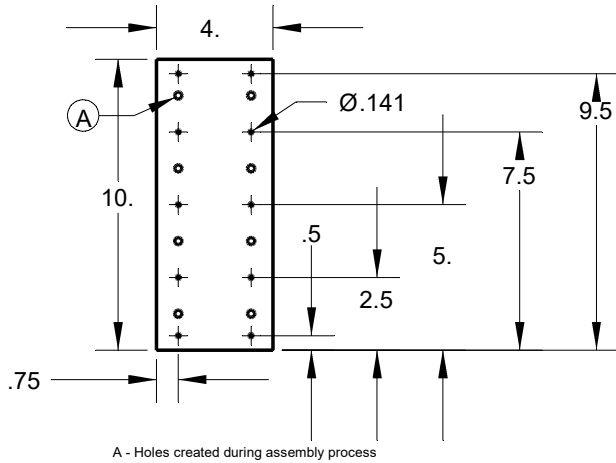 4.
A
Ø.141
9.5
7.5
10.
.5
5.
2.5
.75
A - Holes created during assembly process